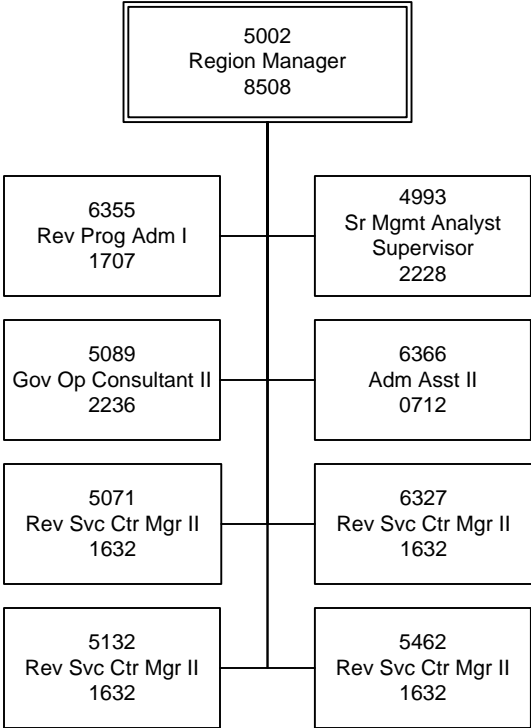 5002
Region Manager
8508
6355
Rev Prog Adm I
1707
4993
Sr Mgmt Analyst
Supervisor
2228
5089
Gov Op Consultant II
2236
6366
Adm Asst II
0712
5071
Rev Svc Ctr Mgr II
1632
6327
Rev Svc Ctr Mgr II
1632
5132
Rev Svc Ctr Mgr II
1632
5462
Rev Svc Ctr Mgr II
1632